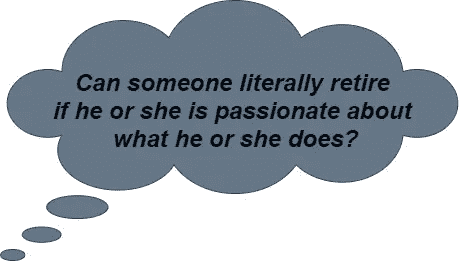 Can someone literally retire
if he or she is passionate about
what he or she does?